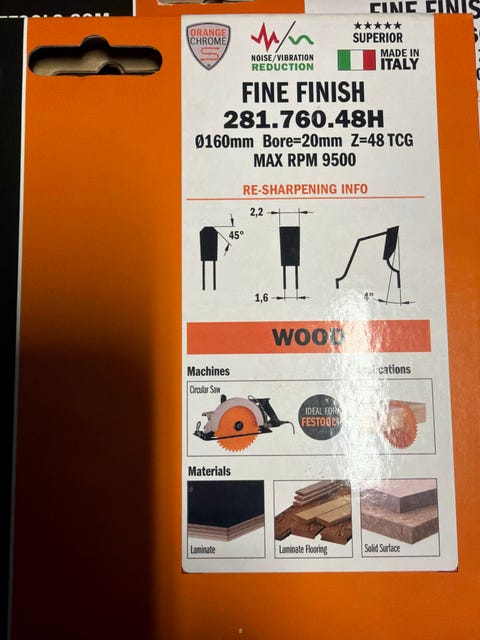 TOOLS.COM
FINE FINIS
ORANGE
CHROME
NOISE/VIBRATION
REDUCTION
★★★★★
SUPERIOR
MADE IN
ITALY
FINE FINISH
281.760.48H
Ø160mm Bore=20mm Z=48 TCG
MAX RPM 9500
RE-SHARPENING INFO
2,2
45°
1,6
4°
WOOD
Machines
Circular Saw
IDEAL FOR
FESTOOL
Materials
Laminate
Laminate Flooring
Solid Surface